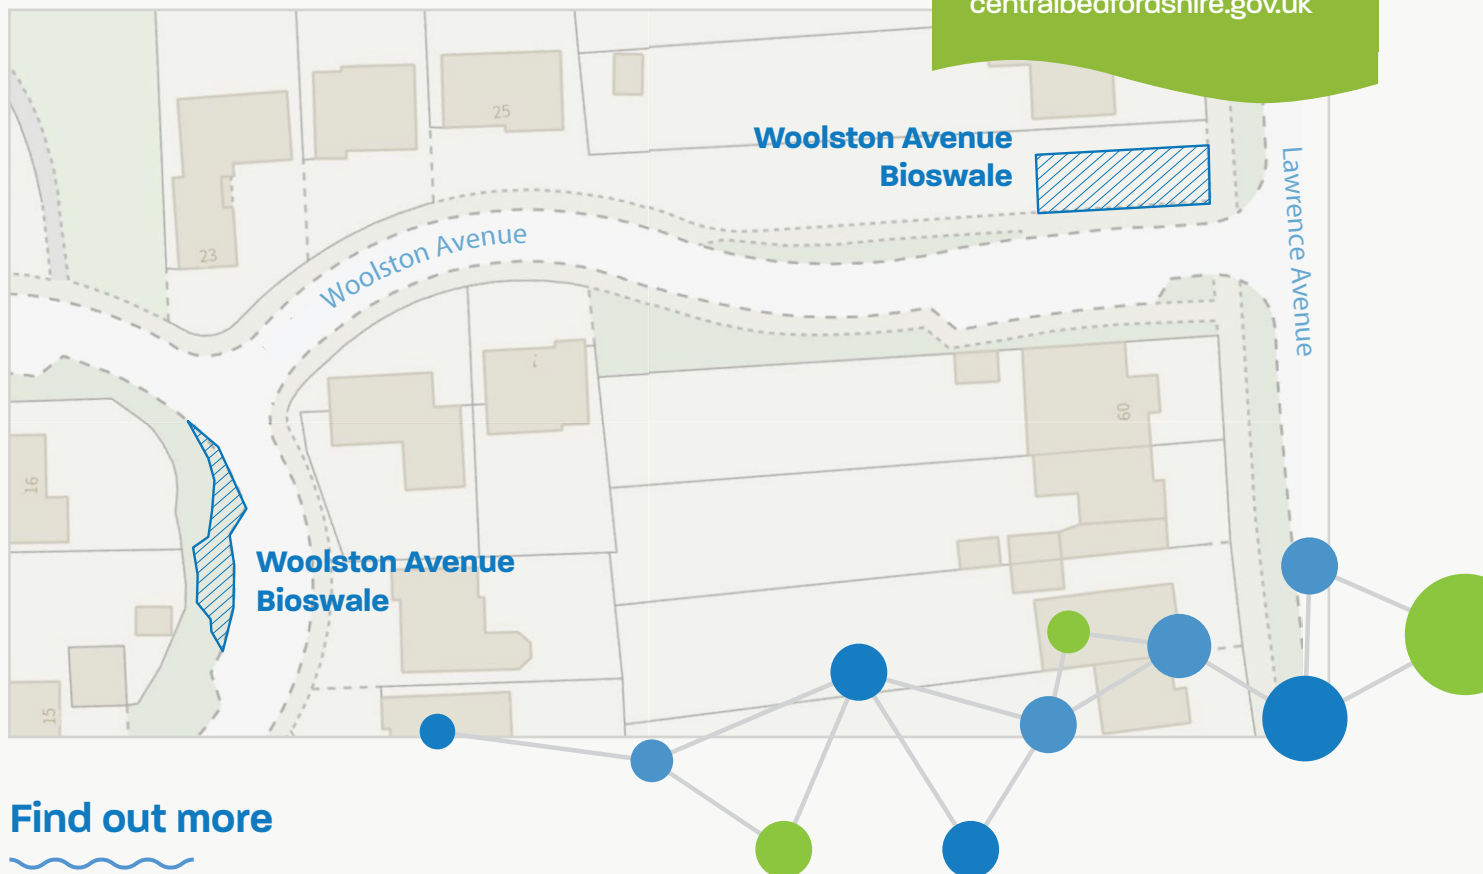 centralbedfordshire.gov.uk
25
Woolston Avenue
Bioswale
Lawrence Avenue
23
Woolston Avenue
60
16
Woolston Avenue
Bioswale
15
Find out more